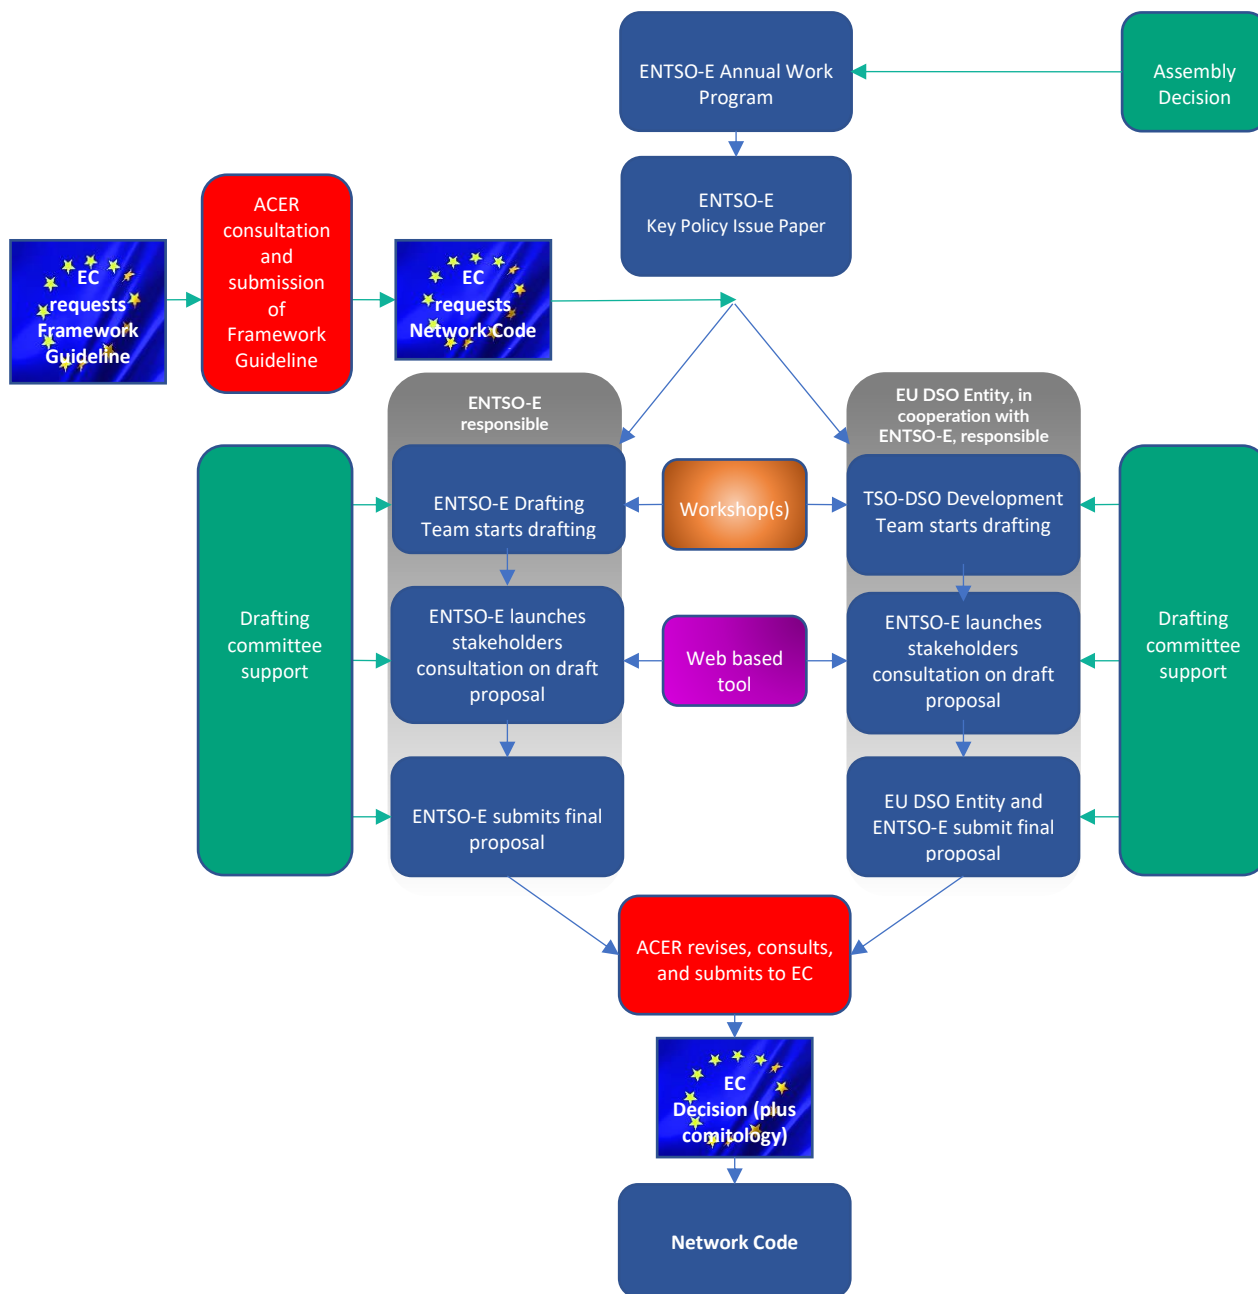 ENTSO-E Annual Work
Program
Assembly
Decision
ENTSO-E
Key Policy Issue Paper
EC
requests
Framework
Guideline
ACER
consultation
and
submission
of
Framework
Guideline
EC
requests
Network Code
ENTSO-E
responsible
EU DSO Entity, in
cooperation with
ENTSO-E, responsible
Drafting
committee
support
ENTSO-E Drafting
Team starts drafting
Workshop(s)
TSO-DSO Development
Team starts drafting
ENTSO-E launches
stakeholders
consultation on draft
proposal
Web based
tool
ENTSO-E launches
stakeholders
consultation on draft
proposal
Drafting
committee
support
ENTSO-E submits final
proposal
EU DSO Entity and
ENTSO-E submit final
proposal
ACER revises, consults,
and submits to EC
EC
Decision (plus
comitology)
Network Code